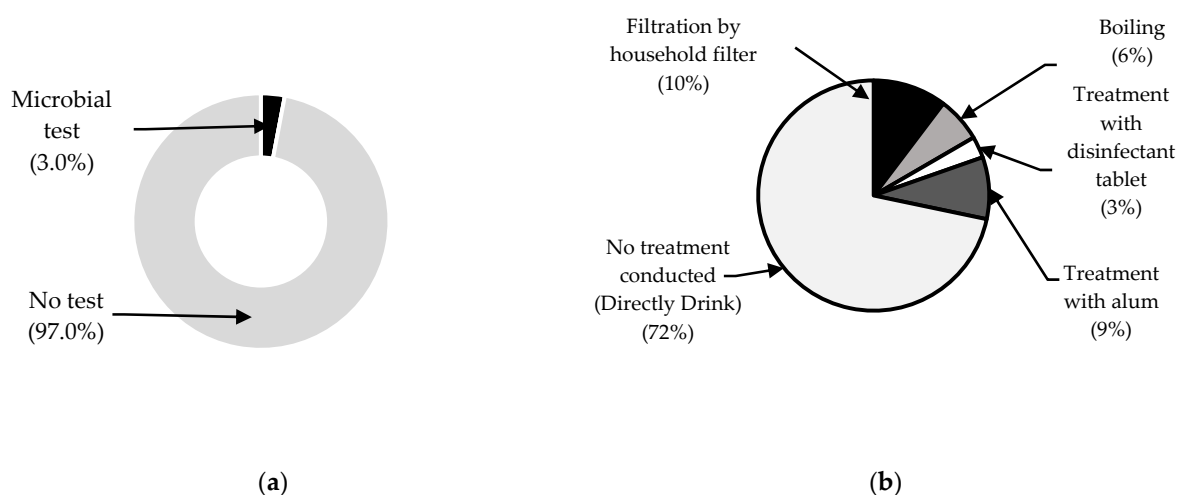 Microbial
test
(3.0%)
No test
(97.0%)
(a)
Filtration by
household filter
(10%)
Boiling
(6%)
Treatment
with
disinfectant
tablet
(3%)
Treatment
with alum
(9%)
No treatment
conducted
(Directly Drink)
(72%)
(b)